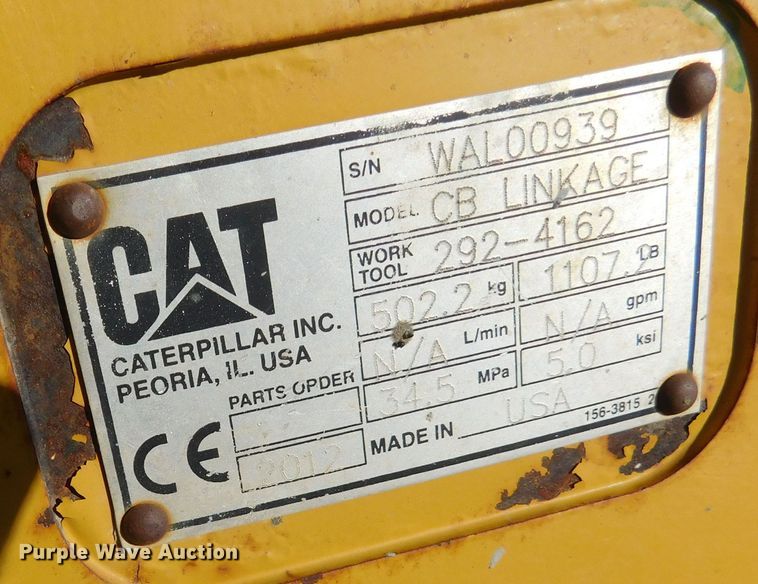 S/N WAL00939
MODEL CB LINKAGE
WORK TOOL 292-4162
502.2 kg 1107.2 LB
N/A L/min N/A gpm
34.5 MPa 5.0 ksi
MADE IN USA
156-3815 2
CAT
CATERPILLAR INC.
PEORIA, IL. USA
PARTS ORDER
CE
2012
Purple Wave Auction